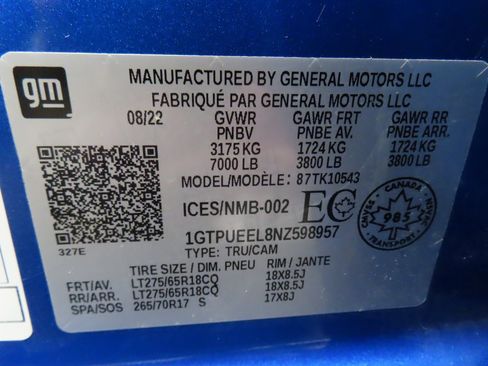 gm
MANUFACTURED BY GENERAL MOTORS LLC
FABRIQUÉ PAR GENERAL MOTORS LLC
08/22 GVWR GAWR FRT GAWR RR
PNBV PNBE AV. PNBE ARR.
3175 KG 1724 KG 1724 KG
7000 LB 3800 LB 3800 LB
MODEL/MODÈLE: 87TK10543
ICES/NMB-002 EC
CANADA 985 TRANSPORT
327E
1GTPUEEL8NZ598957
TYPE: TRU/CAM
TIRE SIZE / DIM. PNEU RIM / JANTE
FRT/AV. LT275/65R18CQ 18X8.5J
RR/ARR. LT275/65R18CQ 18X8.5J
SPA/SOS 265/70R17 S 17X8J